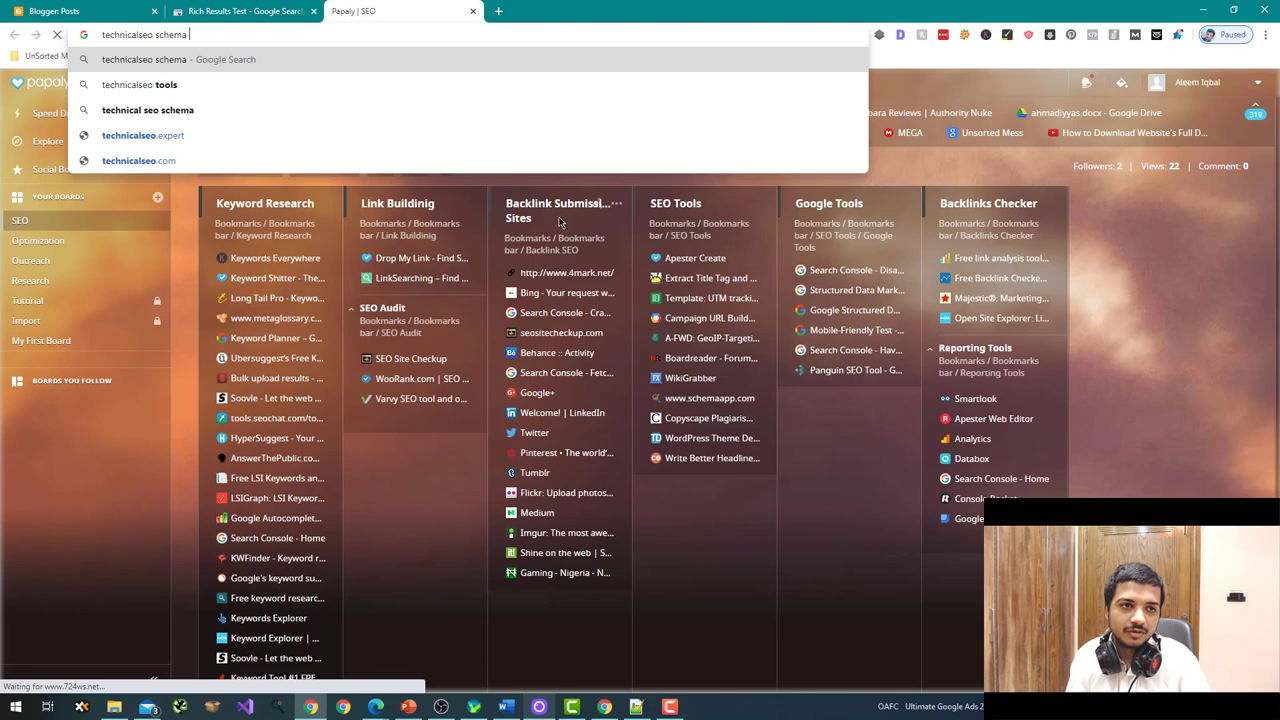 Blogger: Posts
Rich Results Test - Google Search
Papaly | SEO
technicalseo schema
Paused
technicalseo schema - Google Search
technicalseo tools
technical seo schema
technicalseo.expert
technicalseo.com
UnSorted M
papaly
Speed Di
Explore
Social Bo
YOUR BOARDS
SEO
Optimization
Outreach
Research
Tutorial
Import
My First Board
BOARDS YOU FOLLOW
Aleem Iqbal
bara Reviews | Authority Nuke
ahmadiyyas.docx - Google Drive
319
MEGA
Unsorted Mess
How to Download Website's Full D...
Followers: 2 | Views: 22 | Comment: 0
Keyword Research
Bookmarks / Bookmarks
bar / Keyword Research
Keywords Everywhere
Keyword Shitter - The...
Long Tail Pro - Keywo...
www.metaglossary.c...
Keyword Planner – G...
Ubersuggest's Free K...
Bulk upload results - ...
Soovle - Let the web ...
tools.seochat.com/to...
HyperSuggest - Your ...
AnswerThePublic.co...
Free LSI Keywords an...
LSIGraph: LSI Keywor...
Google Autocomplet...
Search Console - Home
KWFinder - Keyword r...
Google's keyword su...
Free keyword researc...
Keywords Explorer
Keyword Explorer | ...
Soovle - Let the web ...
Keyword Tool #1 FRE
Link Building
Bookmarks / Bookmarks
bar / Link Buildinig
Drop My Link - Find S...
LinkSearching – Find ...
SEO Audit
Bookmarks / Bookmarks
bar / SEO Audit
SEO Site Checkup
WooRank.com | SEO ...
Varvy SEO tool and o...
Backlink Submissi...
Sites
Bookmarks / Bookmarks
bar / Backlink SEO
http://www.4mark.net/
Bing - Your request w...
Search Console - Cra...
seositecheckup.com
Behance :: Activity
Search Console - Fetc...
Google+
Welcome! | LinkedIn
Twitter
Pinterest • The world'...
Tumblr
Flickr: Upload photos...
Medium
Imgur: The most awe...
Shine on the web | S...
Gaming - Nigeria - N...
SEO Tools
Bookmarks / Bookmarks
bar / SEO Tools
Apester Create
Extract Title Tag and ...
Template: UTM tracki...
Campaign URL Build...
A-FWD: GeoIP-Targeti...
Boardreader - Forum...
WikiGrabber
www.schemaapp.com
Copyscape Plagiaris...
WordPress Theme De...
Write Better Headline...
Google Tools
Bookmarks / Bookmarks
bar / SEO Tools / Google
Tools
Search Console - Disa...
Structured Data Mark...
Google Structured D...
Mobile-Friendly Test -...
Search Console - Hav...
Panguin SEO Tool - G...
Backlinks Checker
Bookmarks / Bookmarks
bar / Backlinks Checker
Free link analysis tool...
Free Backlink Checke...
Majestic®: Marketing...
Open Site Explorer: Li...
Reporting Tools
Bookmarks / Bookmarks
bar / Reporting Tools
Smartlook
Apester Web Editor
Analytics
Databox
Search Console - Home
Google
Waiting for www.724ws.net...
OAFC Ultimate Google Ads 2